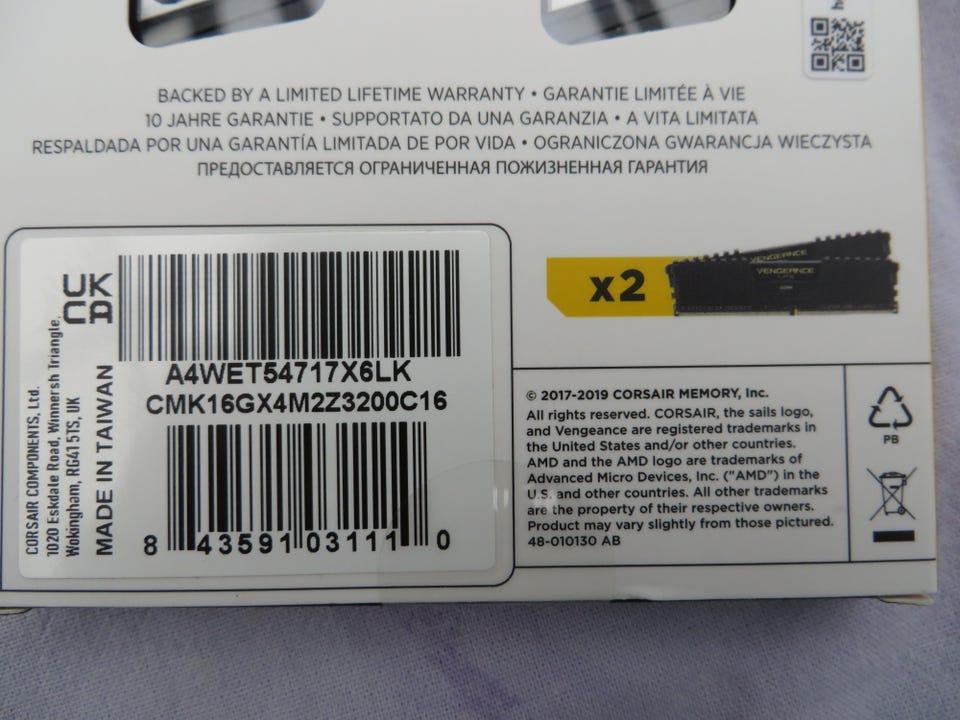 BACKED BY A LIMITED LIFETIME WARRANTY • GARANTIE LIMITÉE À VIE
10 JAHRE GARANTIE • SUPPORTATO DA UNA GARANZIA • A VITA LIMITATA
RESPALDADA POR UNA GARANTÍA LIMITADA DE POR VIDA • OGRANICZONA GWARANCJA WIECZYSTA
ПРЕДОСТАВЛЯЕТСЯ ОГРАНИЧЕННАЯ ПОЖИЗНЕННАЯ ГАРАНТИЯ
UK
CA
CORSAIR COMPONENTS, Ltd.
1020 Eskdale Road, Winnersh Triangle,
Wokingham, RG41 5TS, UK
MADE IN TAIWAN
A4WET54717X6LK
CMK16GX4M2Z3200C16
8 43591 03111 0
x2
VENGEANCE
VENGEANCE
© 2017-2019 CORSAIR MEMORY, Inc.
All rights reserved. CORSAIR, the sails logo,
and Vengeance are registered trademarks in
the United States and/or other countries.
AMD and the AMD logo are trademarks of
Advanced Micro Devices, Inc. ("AMD") in the
U.S. and other countries. All other trademarks
are the property of their respective owners.
Product may vary slightly from those pictured.
48-010130 AB
PB